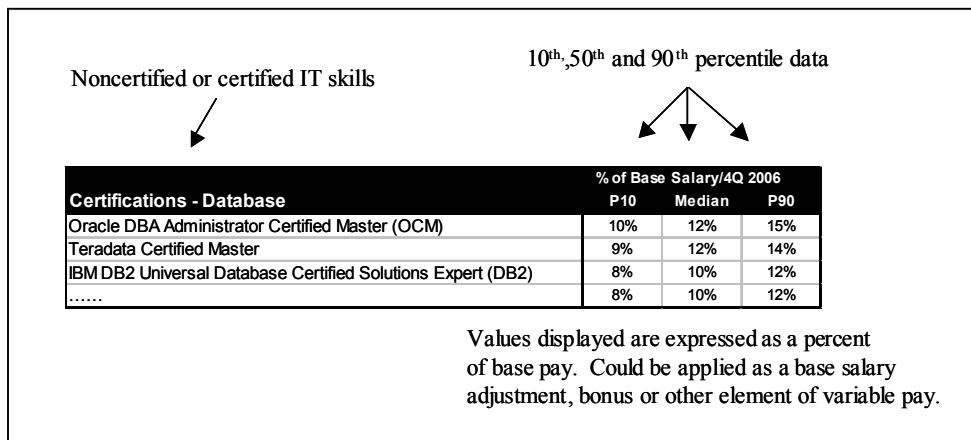 10th,,50th and 90th percentile data
Noncertified or certified IT skills
% of Base Salary/4Q 2006
Certifications - Database P10 Median P90
Oracle DBA Administrator Certified Master (OCM) 10% 12% 15%
Teradata Certified Master 9% 12% 14%
IBM DB2 Universal Database Certified Solutions Expert (DB2) 8% 10% 12%
...... 8% 10% 12%
Values displayed are expressed as a percent
of base pay. Could be applied as a base salary
adjustment, bonus or other element of variable pay.